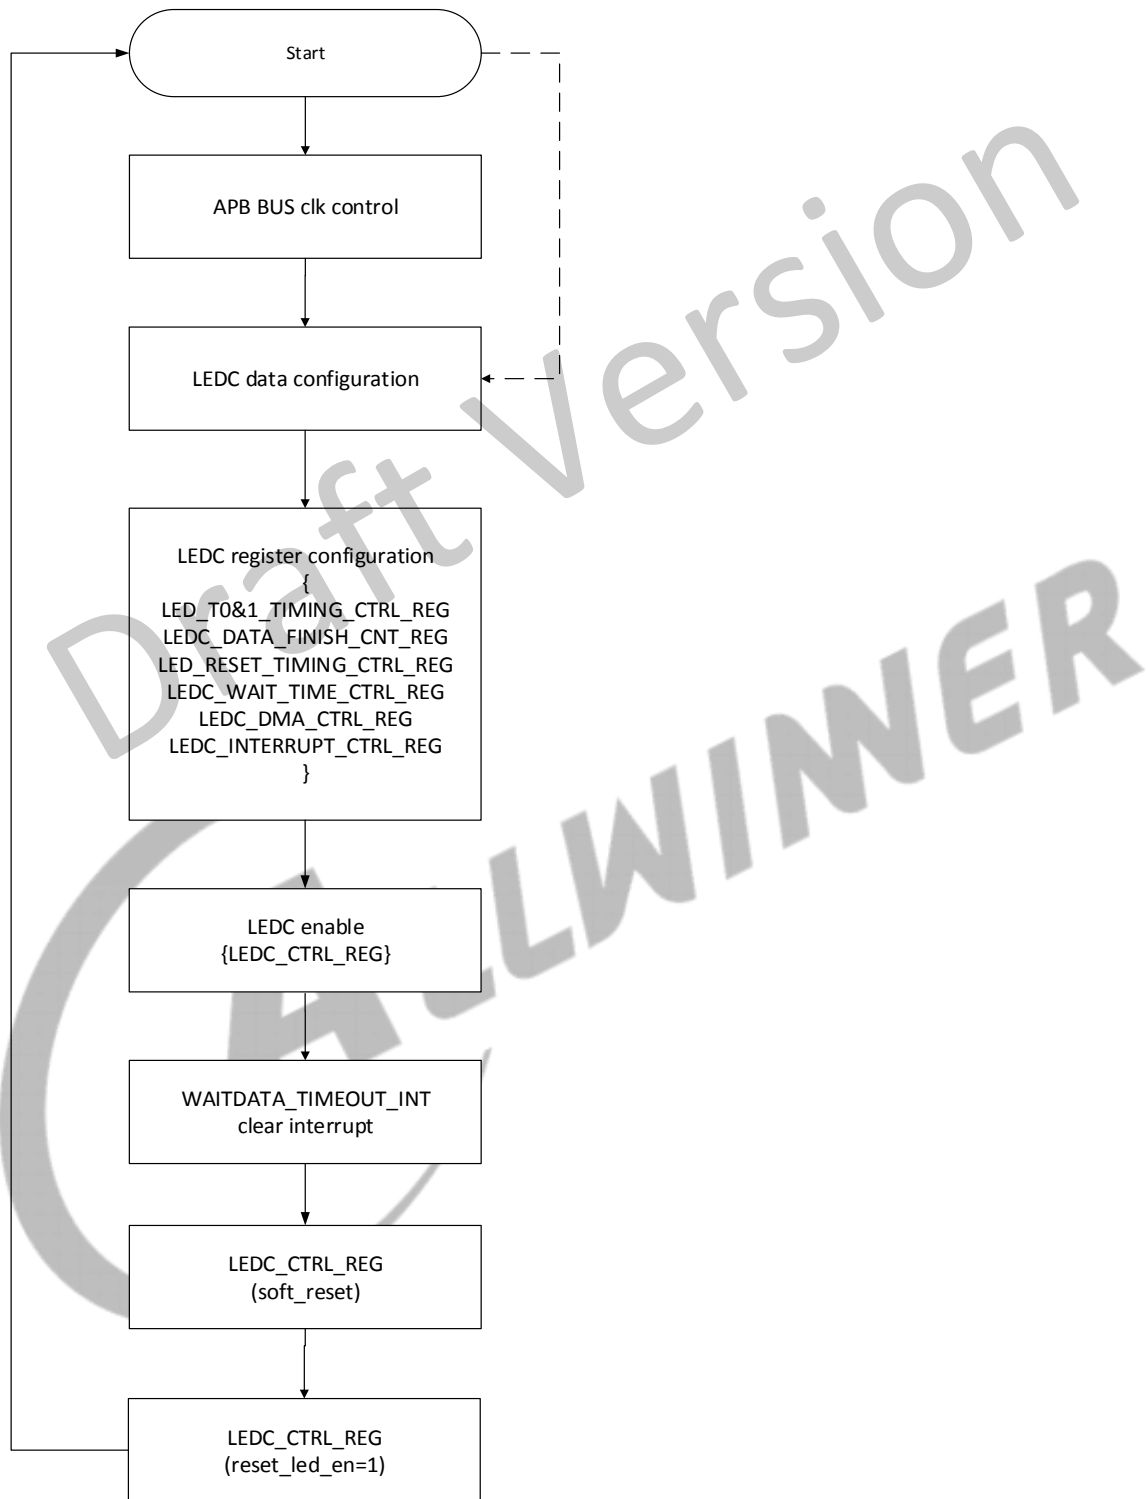 Start
APB BUS clk control
LEDC data configuration
LEDC register configuration
{
LED_T0&1_TIMING_CTRL_REG
LEDC_DATA_FINISH_CNT_REG
LED_RESET_TIMING_CTRL_REG
LEDC_WAIT_TIME_CTRL_REG
LEDC_DMA_CTRL_REG
LEDC_INTERRUPT_CTRL_REG
}
LEDC enable
{LEDC_CTRL_REG}
WAITDATA_TIMEOUT_INT
clear interrupt
LEDC_CTRL_REG
(soft_reset)
LEDC_CTRL_REG
(reset_led_en=1)
Draft Version
ALLWINNER